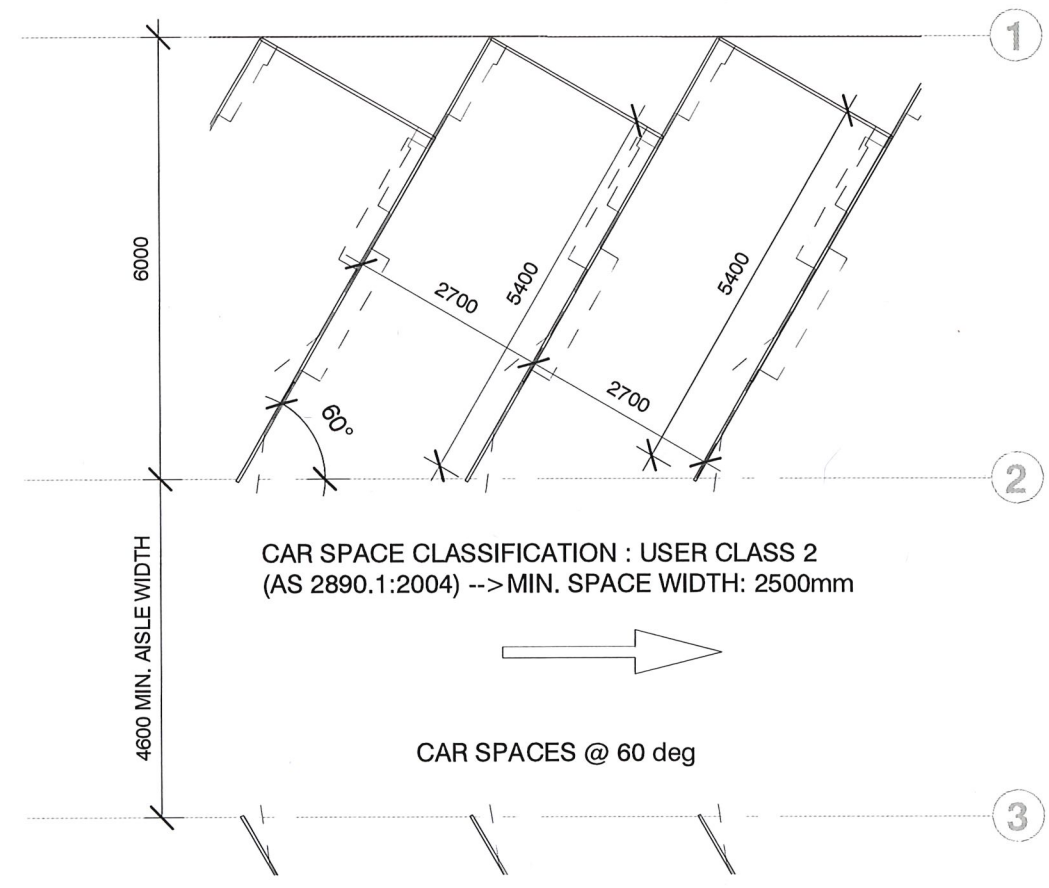 1
6000
2700
5400
5400
2700
60°
2
CAR SPACE CLASSIFICATION : USER CLASS 2
(AS 2890.1:2004) -->MIN. SPACE WIDTH: 2500mm
4600 MIN. AISLE WIDTH
CAR SPACES @ 60 deg
3